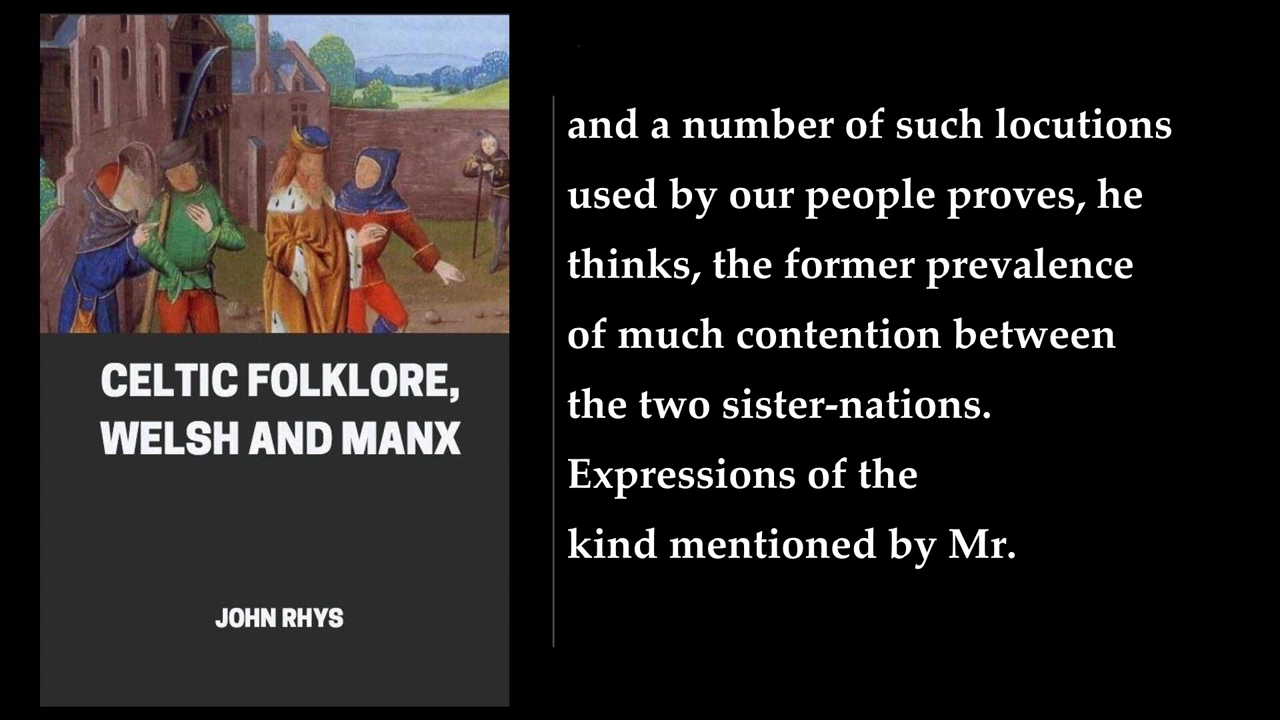 CELTIC FOLKLORE,
WELSH AND MANX
JOHN RHYS
and a number of such locutions
used by our people proves, he
thinks, the former prevalence
of much contention between
the two sister-nations.
Expressions of the
kind mentioned by Mr.